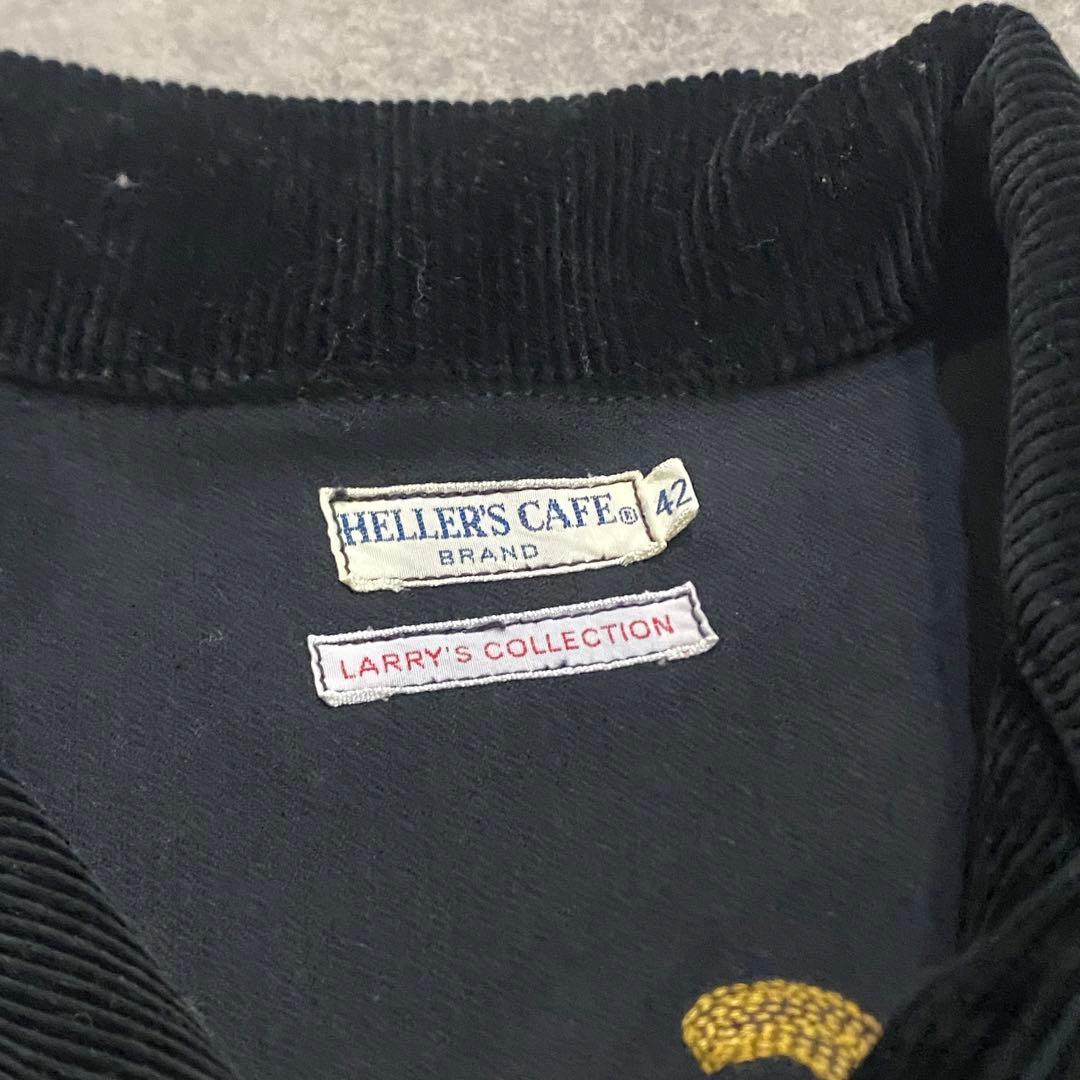 HELLER'S CAFE®
BRAND
42
LARRY'S COLLECTION